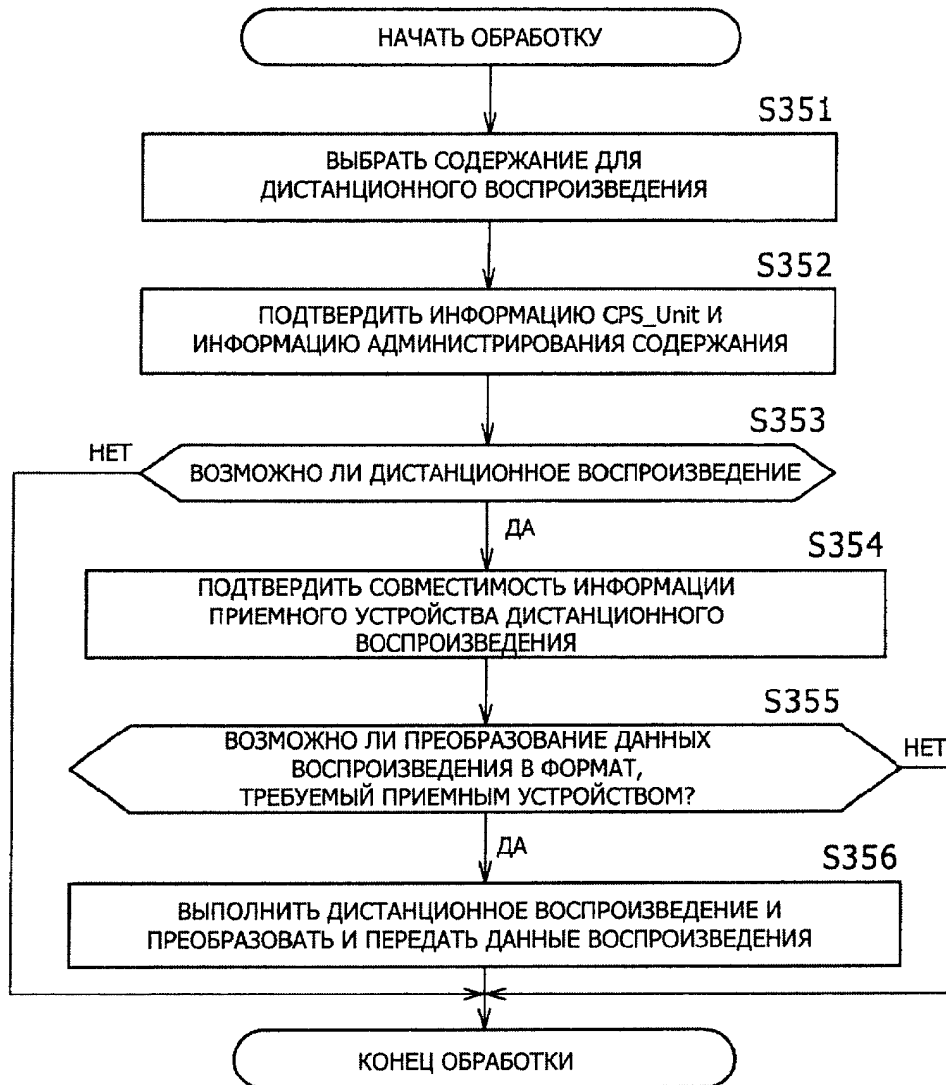 НАЧАТЬ ОБРАБОТКУ
S351
ВЫБРАТЬ СОДЕРЖАНИЕ ДЛЯ
ДИСТАНЦИОННОГО ВОСПРОИЗВЕДЕНИЯ
S352
ПОДТВЕРДИТЬ ИНФОРМАЦИЮ CPS_Unit И
ИНФОРМАЦИЮ АДМИНИСТРИРОВАНИЯ СОДЕРЖАНИЯ
S353
НЕТ
ВОЗМОЖНО ЛИ ДИСТАНЦИОННОЕ ВОСПРОИЗВЕДЕНИЕ
ДА
S354
ПОДТВЕРДИТЬ СОВМЕСТИМОСТЬ ИНФОРМАЦИИ
ПРИЕМНОГО УСТРОЙСТВА ДИСТАНЦИОННОГО
ВОСПРОИЗВЕДЕНИЯ
S355
ВОЗМОЖНО ЛИ ПРЕОБРАЗОВАНИЕ ДАННЫХ
ВОСПРОИЗВЕДЕНИЯ В ФОРМАТ,
ТРЕБУЕМЫЙ ПРИЕМНЫМ УСТРОЙСТВОМ?
НЕТ
ДА
S356
ВЫПОЛНИТЬ ДИСТАНЦИОННОЕ ВОСПРОИЗВЕДЕНИЕ И
ПРЕОБРАЗОВАТЬ И ПЕРЕДАТЬ ДАННЫЕ ВОСПРОИЗВЕДЕНИЯ
КОНЕЦ ОБРАБОТКИ